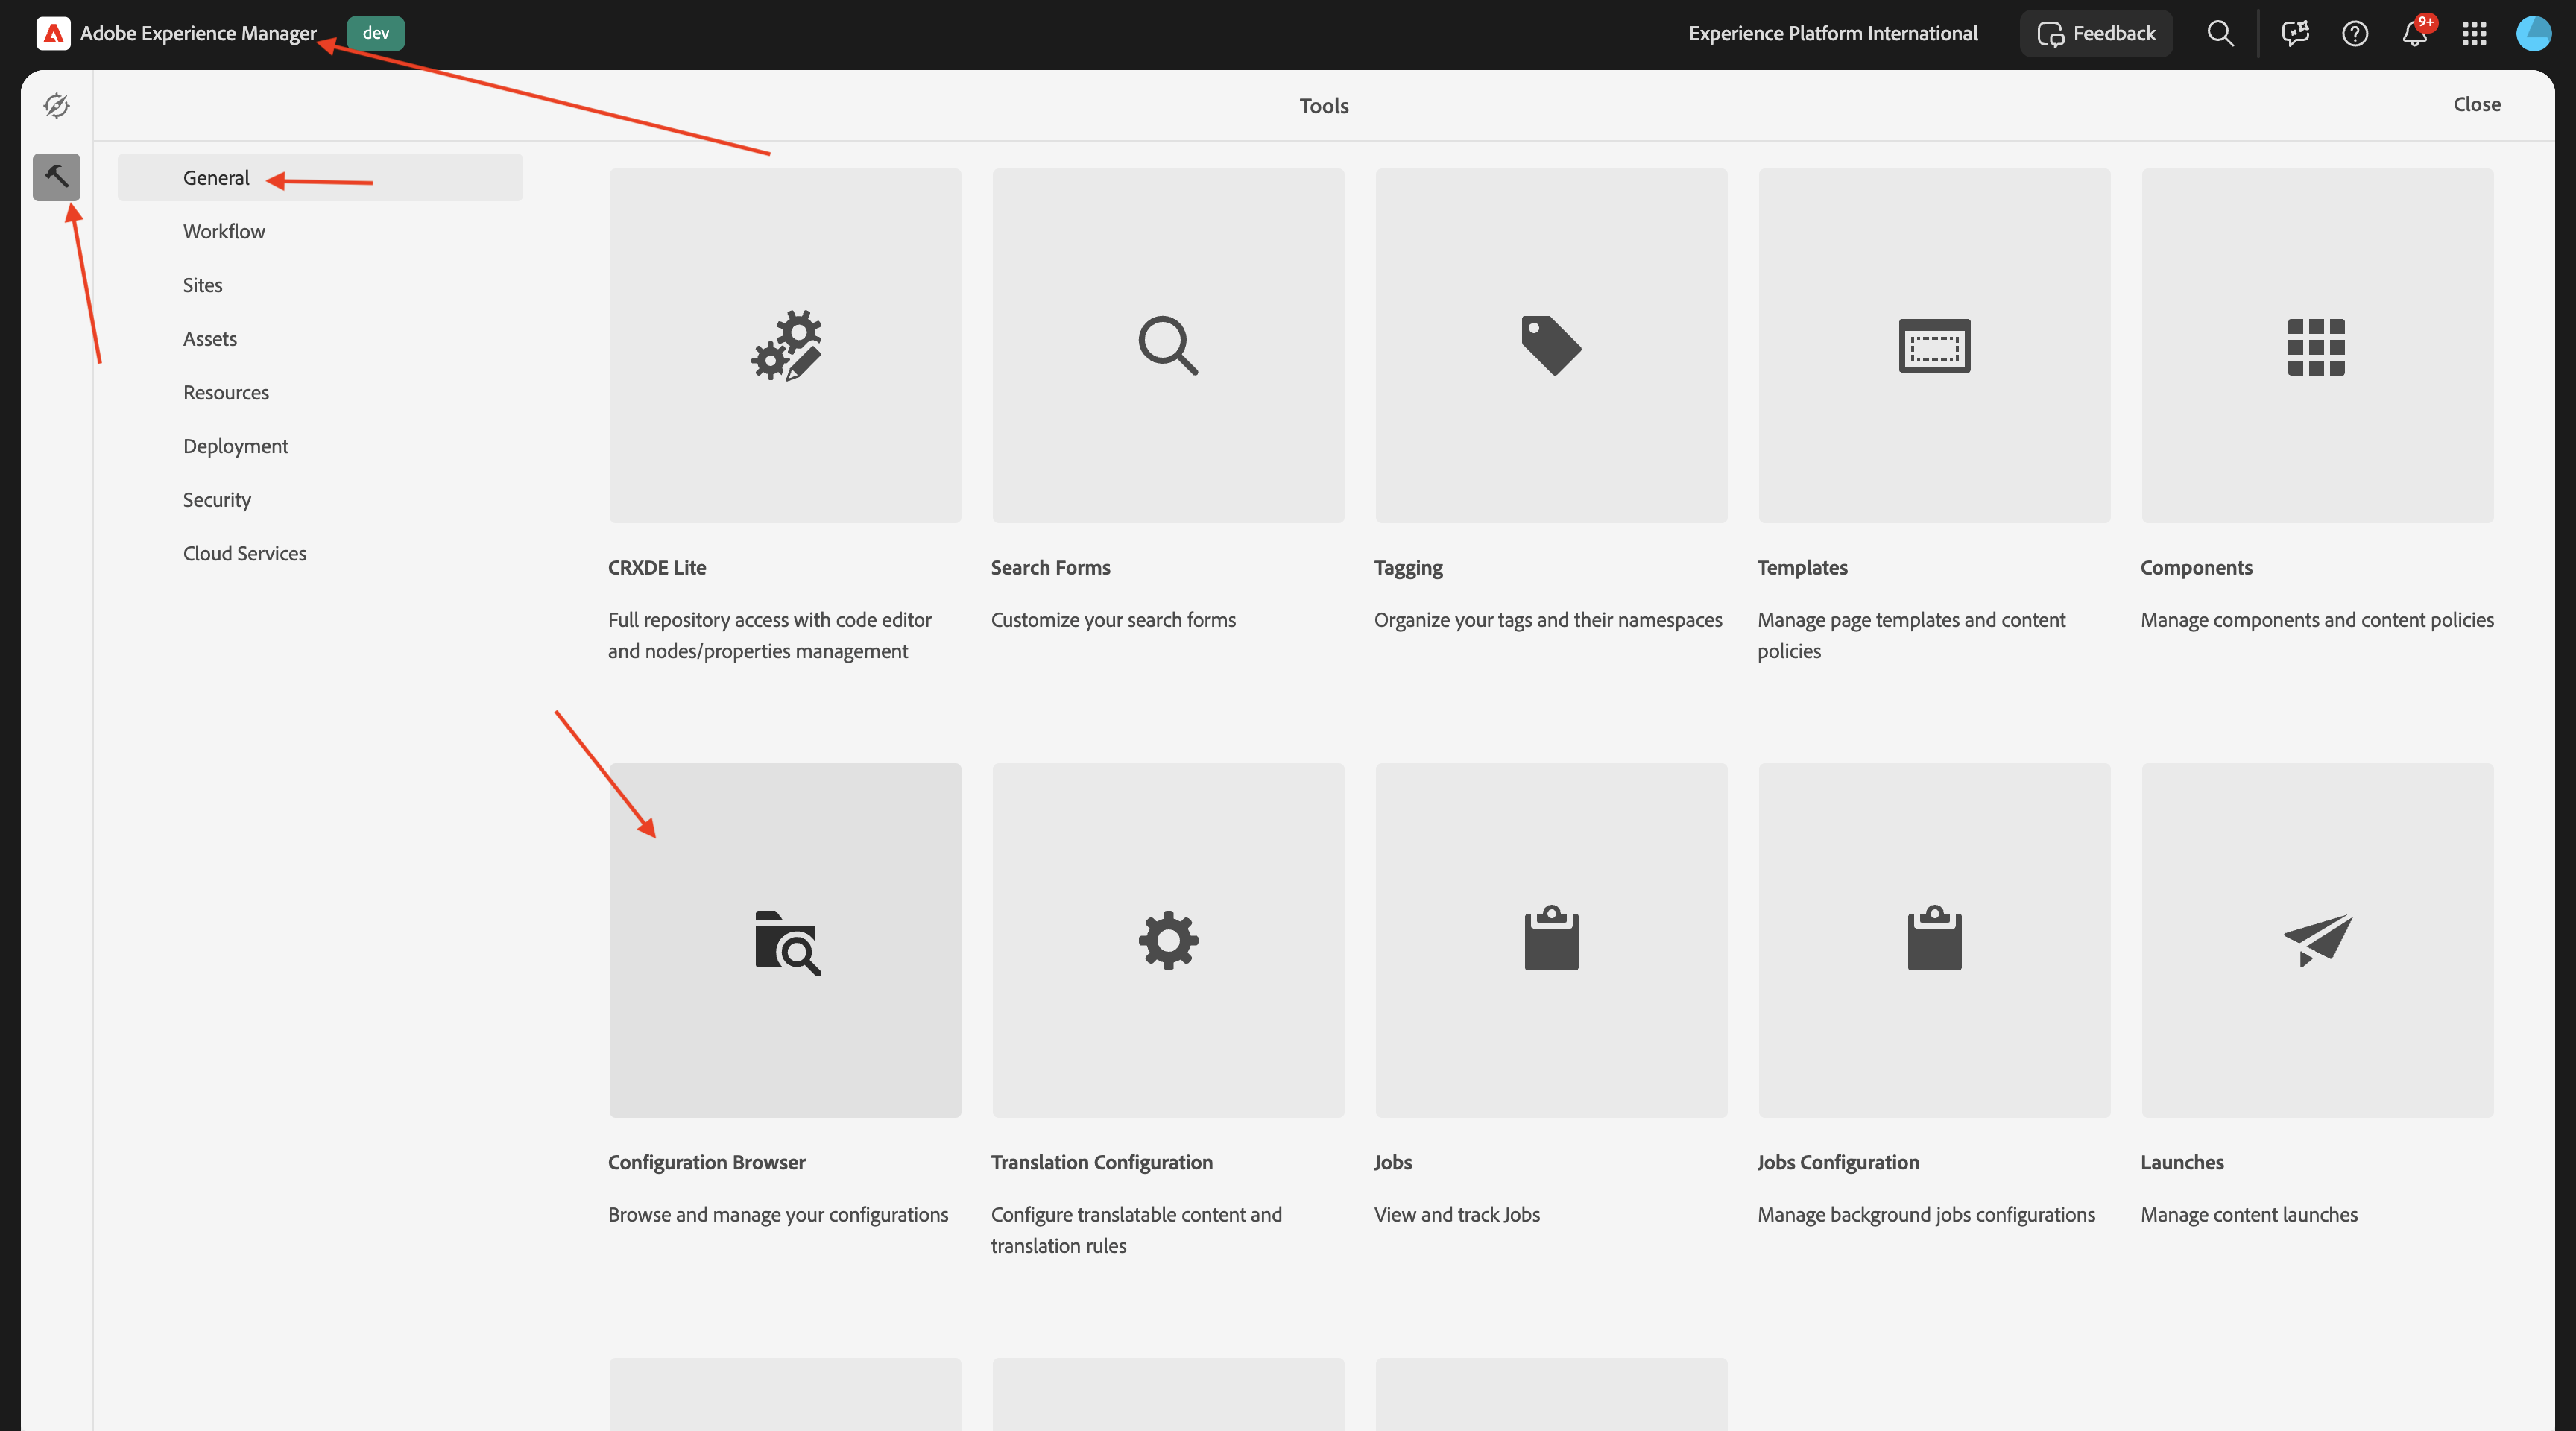 Adobe Experience Manager
dev
Experience Platform International
Feedback
9+
Tools
Close
General
Workflow
Sites
Assets
Resources
Deployment
Security
Cloud Services
CRXDE Lite
Full repository access with code editor
and nodes/properties management
Search Forms
Customize your search forms
Tagging
Organize your tags and their namespaces
Templates
Manage page templates and content
policies
Components
Manage components and content policies
Configuration Browser
Browse and manage your configurations
Translation Configuration
Configure translatable content and
translation rules
Jobs
View and track Jobs
Jobs Configuration
Manage background jobs configurations
Launches
Manage content launches